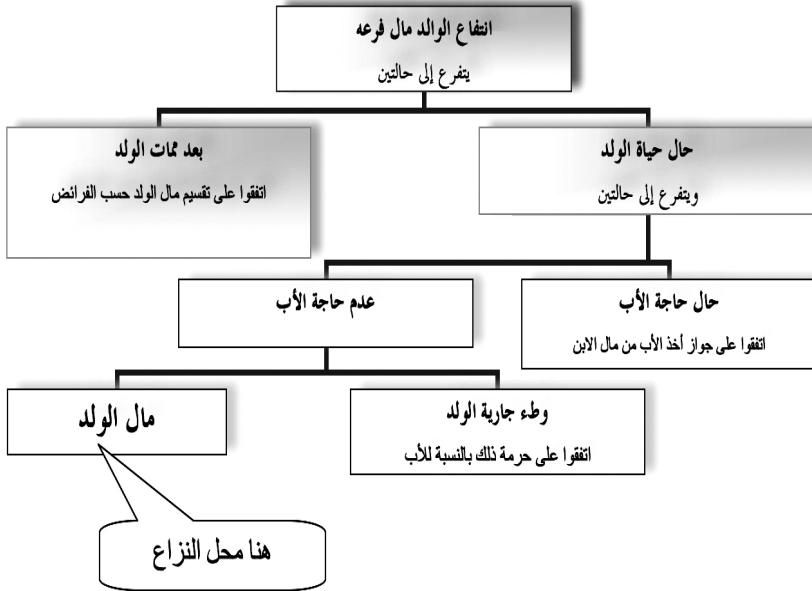 انتفاع الوالد مال فرعه
يتفرع إلى حالتين
حال حياة الولد
ويتفرع إلى حالتين
بعد ممات الولد
اتفقوا على تقسيم مال الولد حسب الفرائض
حال حاجة الأب
اتفقوا على جواز أخذ الأب من مال الابن
عدم حاجة الأب
وطء جارية الولد
اتفقوا على حرمة ذلك بالنسبة للأب
مال الولد
هنا محل النزاع